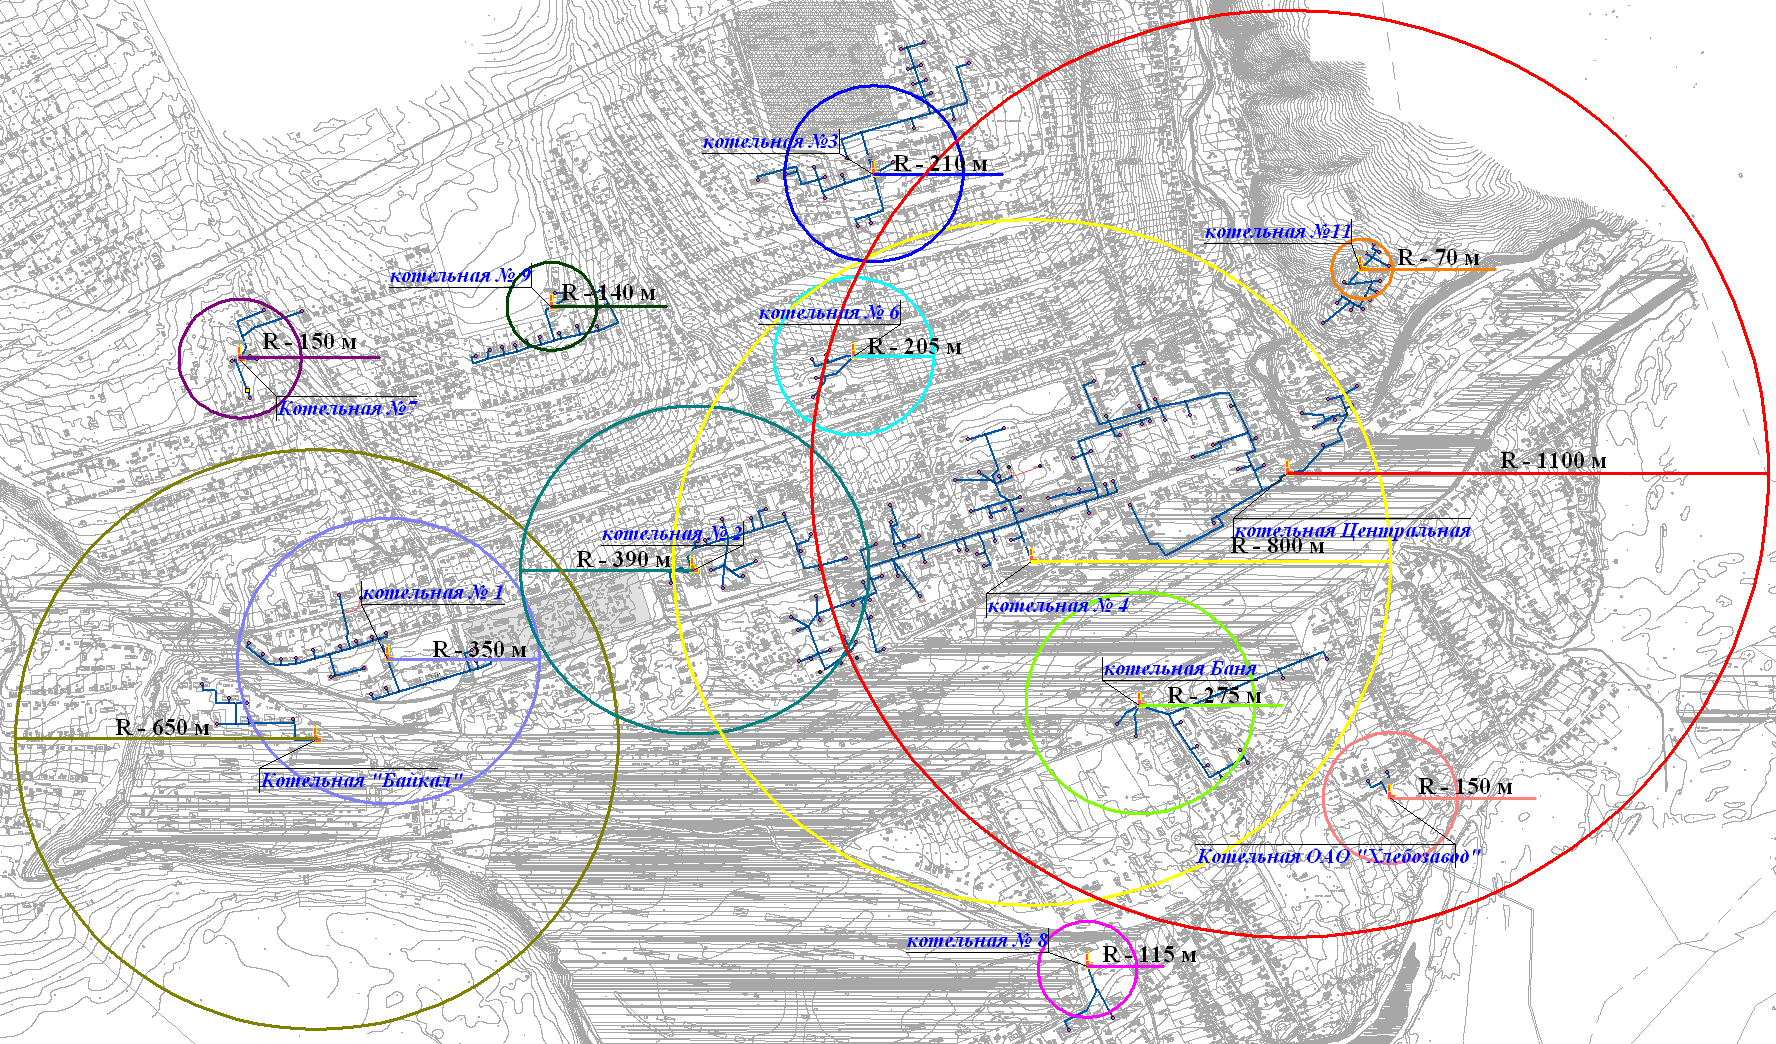 котельная №3
R - 210 м
котельная №11
R - 70 м
котельная № 9
R - 140 м
котельная № 6
R - 205 м
R - 150 м
Котельная №7
R - 1100 м
котельная Центральная
R - 800 м
котельная № 2
R - 390 м
котельная № 1
R - 350 м
котельная № 4
котельная Баня
R - 275 м
R - 650 м
Котельная "Байкал"
R - 150 м
Котельная ОАО "Хлебозавод"
котельная № 8
R - 115 м